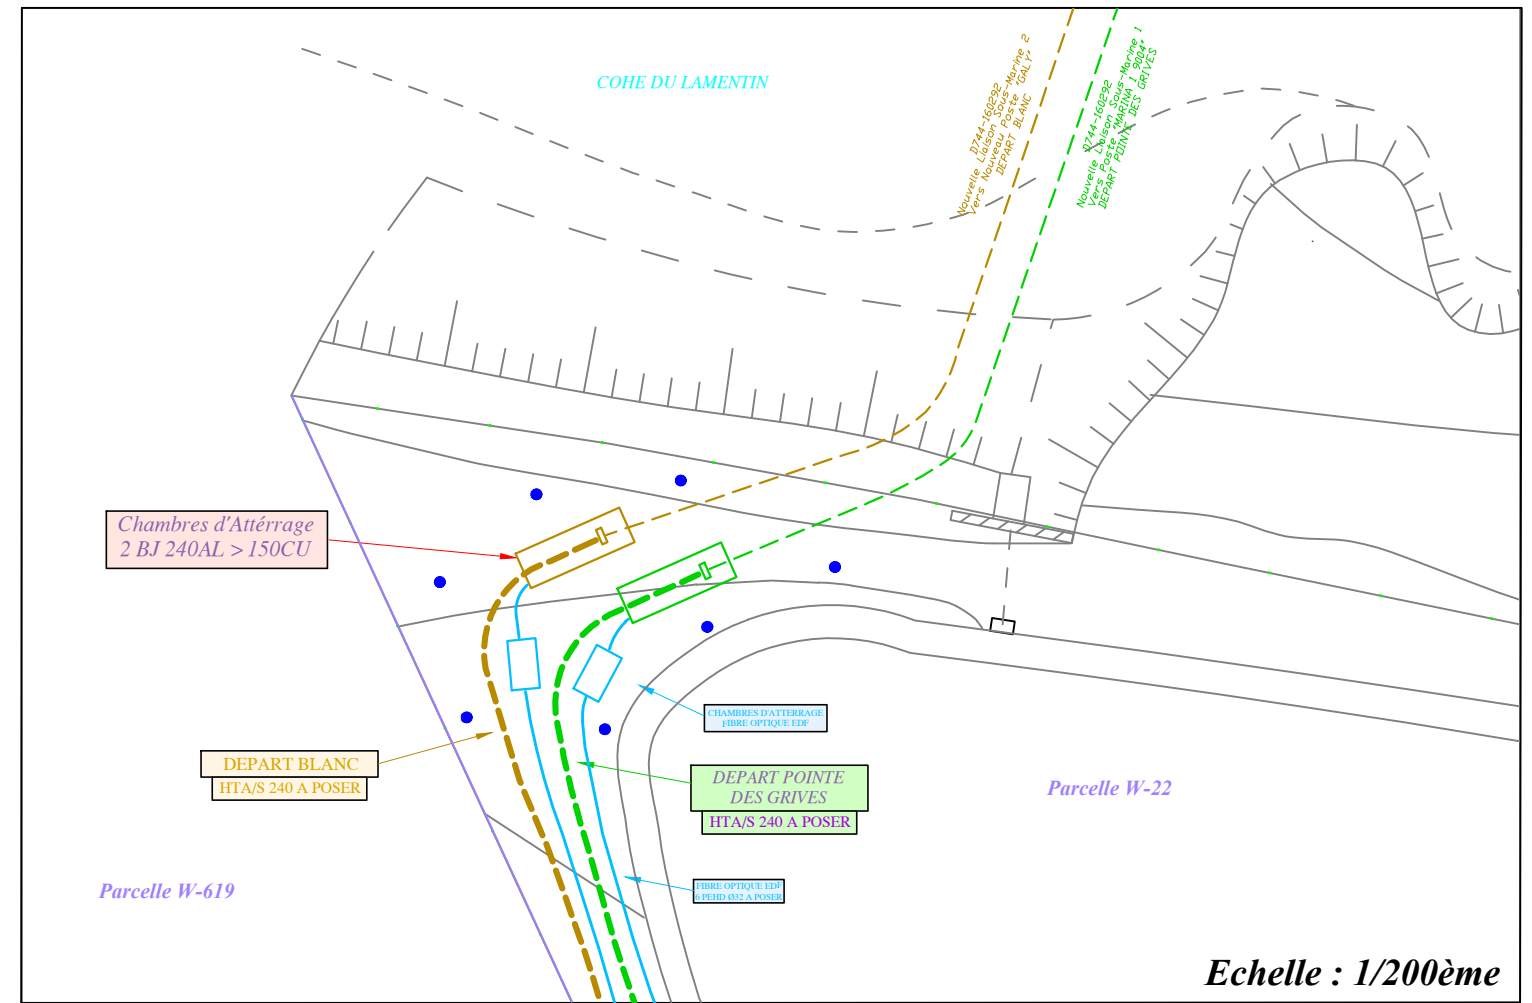 COHE DU LAMENTIN
D744-160292
Nouvelle Liaison Sous-Marine 2
Vers Nouveau Poste "GALY"
DEPART BLANC
D744-160292
Nouvelle Liaison Sous-Marine 1
Vers Poste "MARINA 1 9004"
DEPART POINTE DES GRIVES
Chambres d'Attérrage
2 BJ 240AL > 150CU
CHAMBRES D'ATTERRAGE
FIBRE OPTIQUE EDF
DEPART BLANC
HTA/S 240 A POSER
DEPART POINTE
DES GRIVES
HTA/S 240 A POSER
Parcelle W-22
Parcelle W-619
FIBRE OPTIQUE EDF
6 PEHD Ø32 A POSER
Echelle : 1/200ème